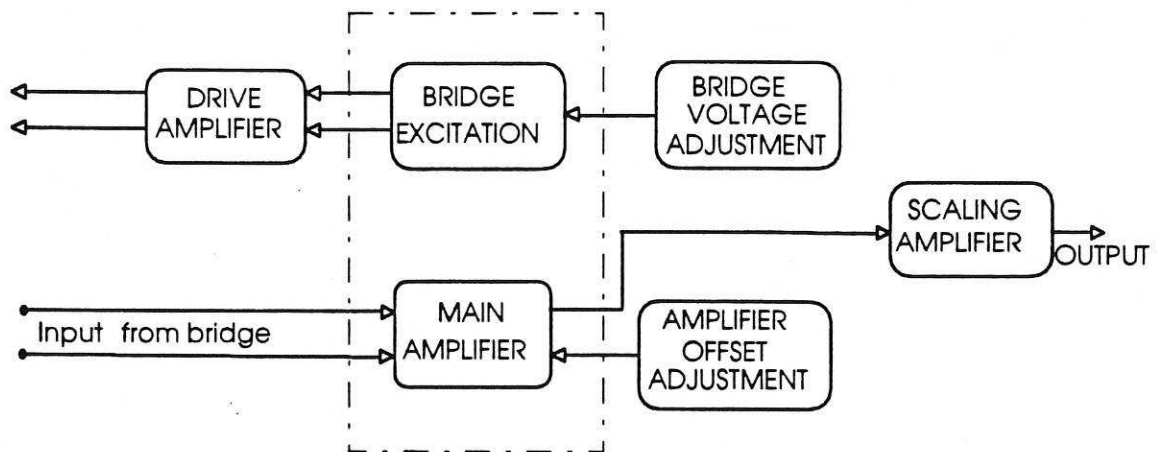 DRIVE
AMPLIFIER
BRIDGE
EXCITATION
BRIDGE
VOLTAGE
ADJUSTMENT
SCALING
AMPLIFIER
OUTPUT
Input from bridge
MAIN
AMPLIFIER
AMPLIFIER
OFFSET
ADJUSTMENT